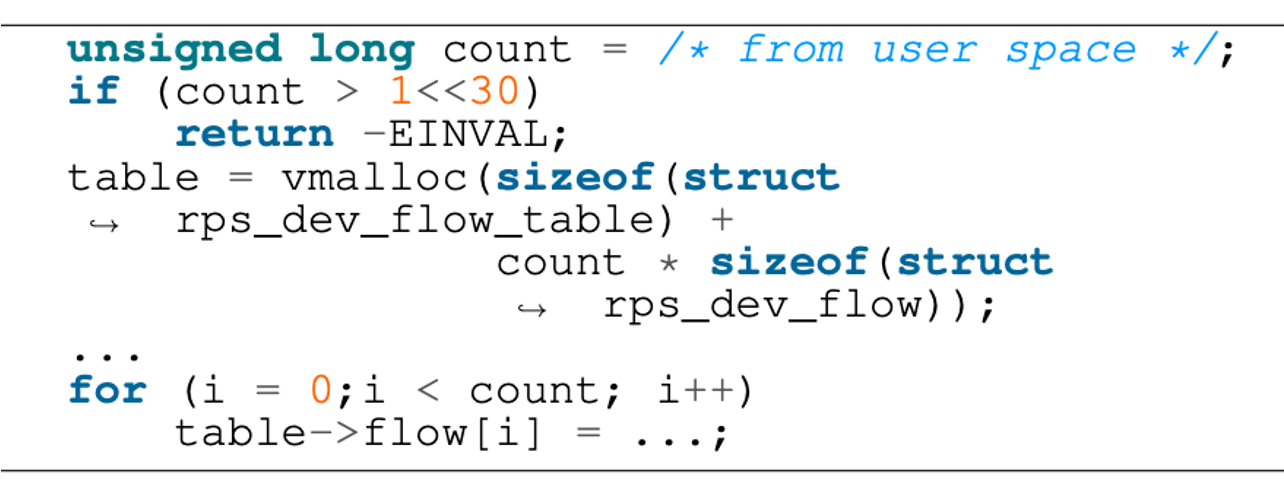 unsigned long count = /* from user space */;
if (count > 1<<30)
    return -EINVAL;
table = vmalloc(sizeof(struct
 ↪  rps_dev_flow_table) +
                count * sizeof(struct
                 ↪  rps_dev_flow));
...
for (i = 0;i < count; i++)
    table->flow[i] = ...;